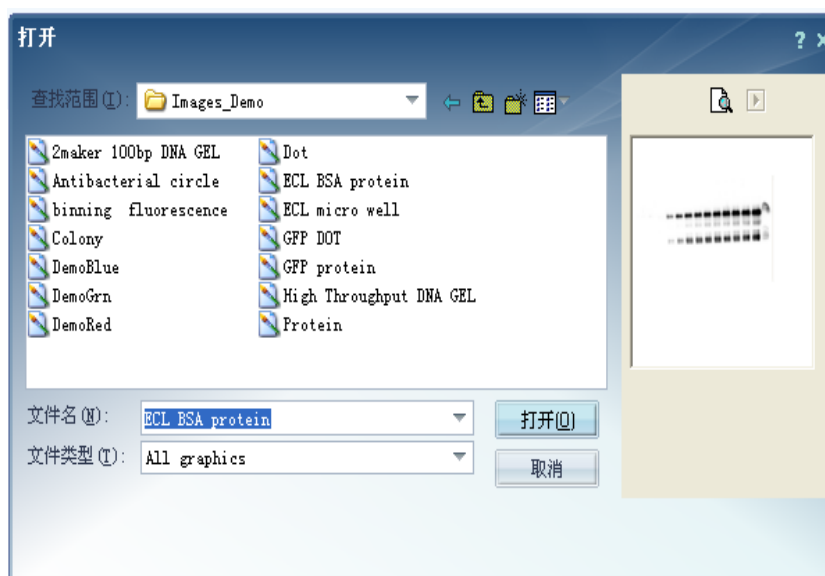 打开
查找范围(I):
Images_Demo
2maker 100bp DNA GEL
Antibacterial circle
binning fluorescence
Colony
DemoBlue
DemoGrn
DemoRed
Dot
ECL BSA protein
ECL micro well
GFP DOT
GFP protein
High Throughput DNA GEL
Protein
文件名(N):
ECL BSA protein
打开(O)
文件类型(T):
All graphics
取消